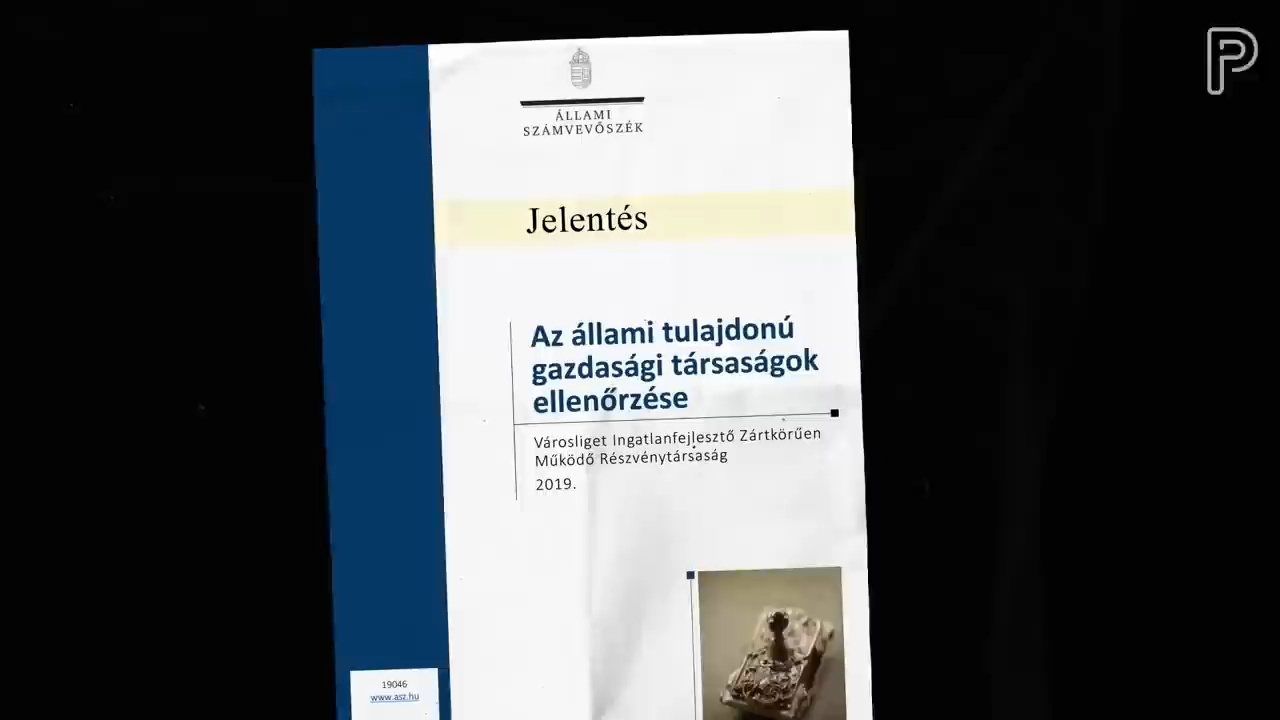 P
ÁLLAMI
SZÁMVEVŐSZÉK
Jelentés
Az állami tulajdonú
gazdasági társaságok
ellenőrzése
Városliget Ingatlanfejlesztő Zártkörűen
Működő Részvénytársaság
2019.
19046
www.asz.hu